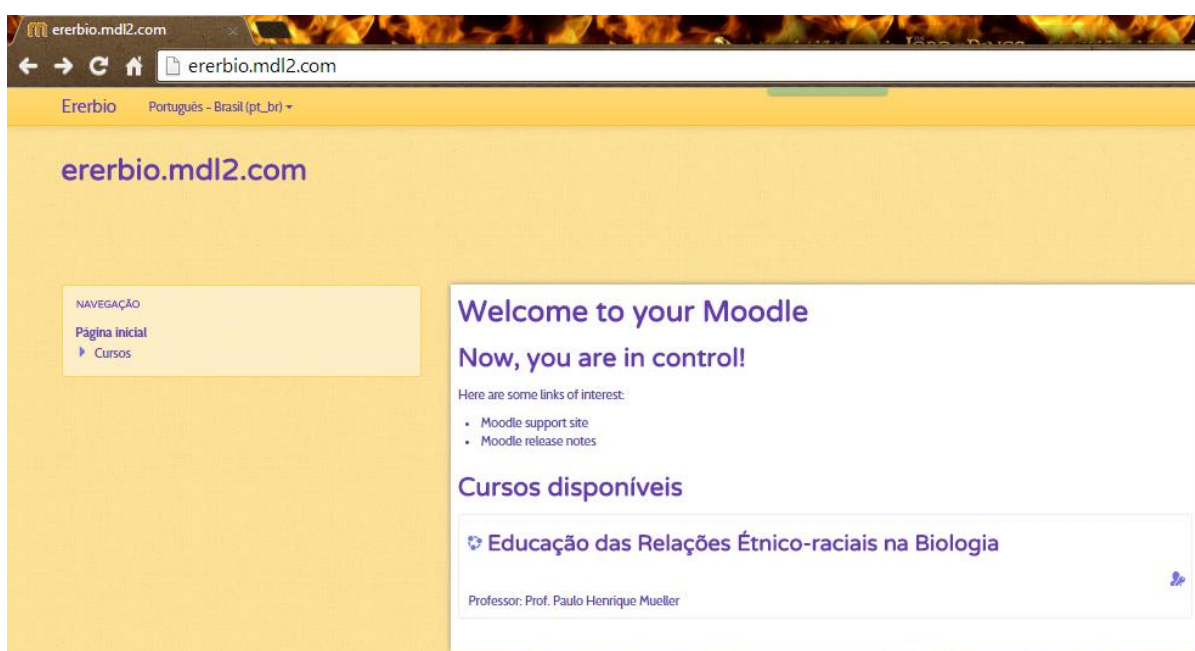 ererbio.mdl2.com
ererbio.mdl2.com
Ererbio Português - Brasil (pt_br)
ererbio.mdl2.com
NAVEGAÇÃO
Página inicial
Cursos
Welcome to your Moodle
Now, you are in control!
Here are some links of interest:
Moodle support site
Moodle release notes
Cursos disponíveis
Educação das Relações Étnico-raciais na Biologia
Professor: Prof. Paulo Henrique Mueller